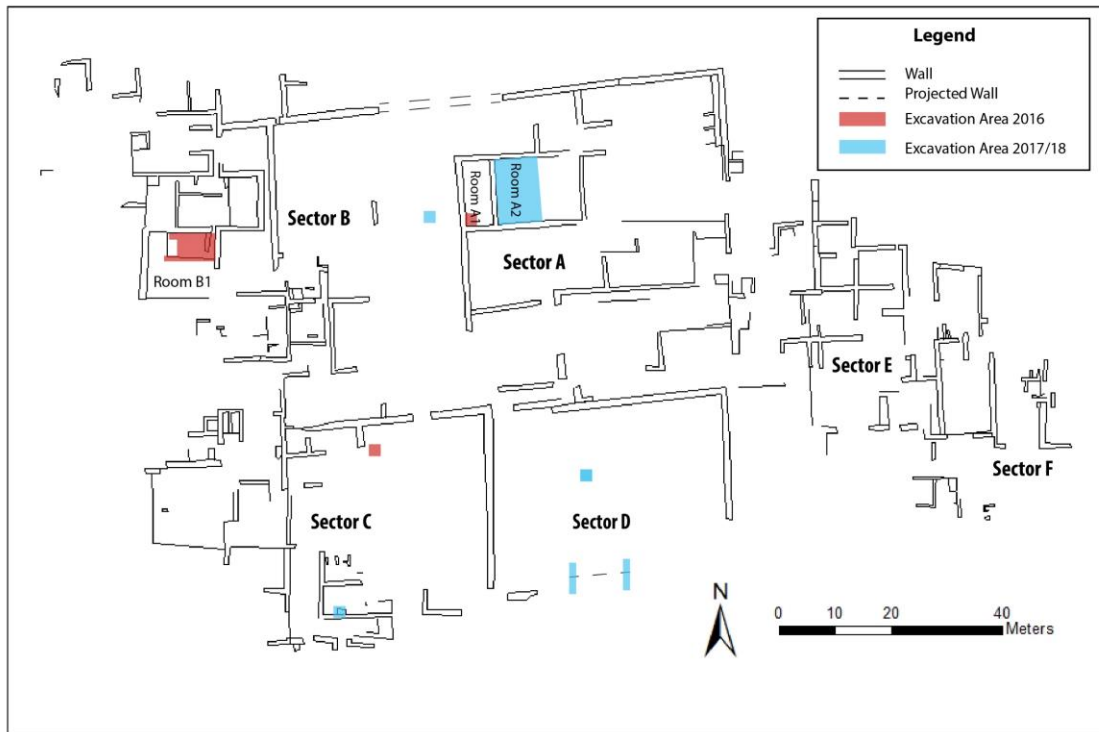 Legend
Wall
Projected Wall
Excavation Area 2016
Excavation Area 2017/18
Room A1
Room A2
Sector B
Sector A
Room B1
Sector E
Sector F
Sector C
Sector D
N
0 10 20 40
Meters